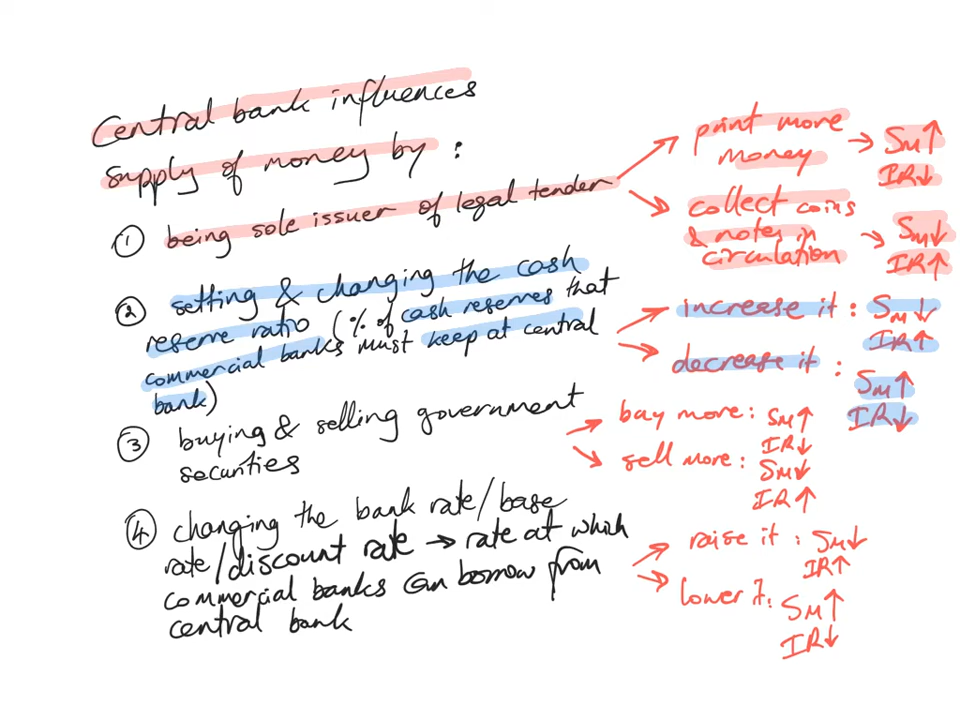 Central bank influences
supply of money by :
① being sole issuer of legal tender
print more
money → SM↑
IR↓
collect coins
& notes in
circulation → SM↓
IR↑
② setting & changing the cash
reserve ratio (% of cash reserves that
commercial banks must keep at central
bank)
increase it : SM↓
IR↑
decrease it :
SM↑
IR↓
③ buying & selling government
securities
buy more : SM↑
IR↓
sell more : SM↓
IR↑
④ changing the bank rate/base
rate/discount rate → rate at which
commercial banks can borrow from
central bank
raise it : SM↓
IR↑
lower it : SM↑
IR↓